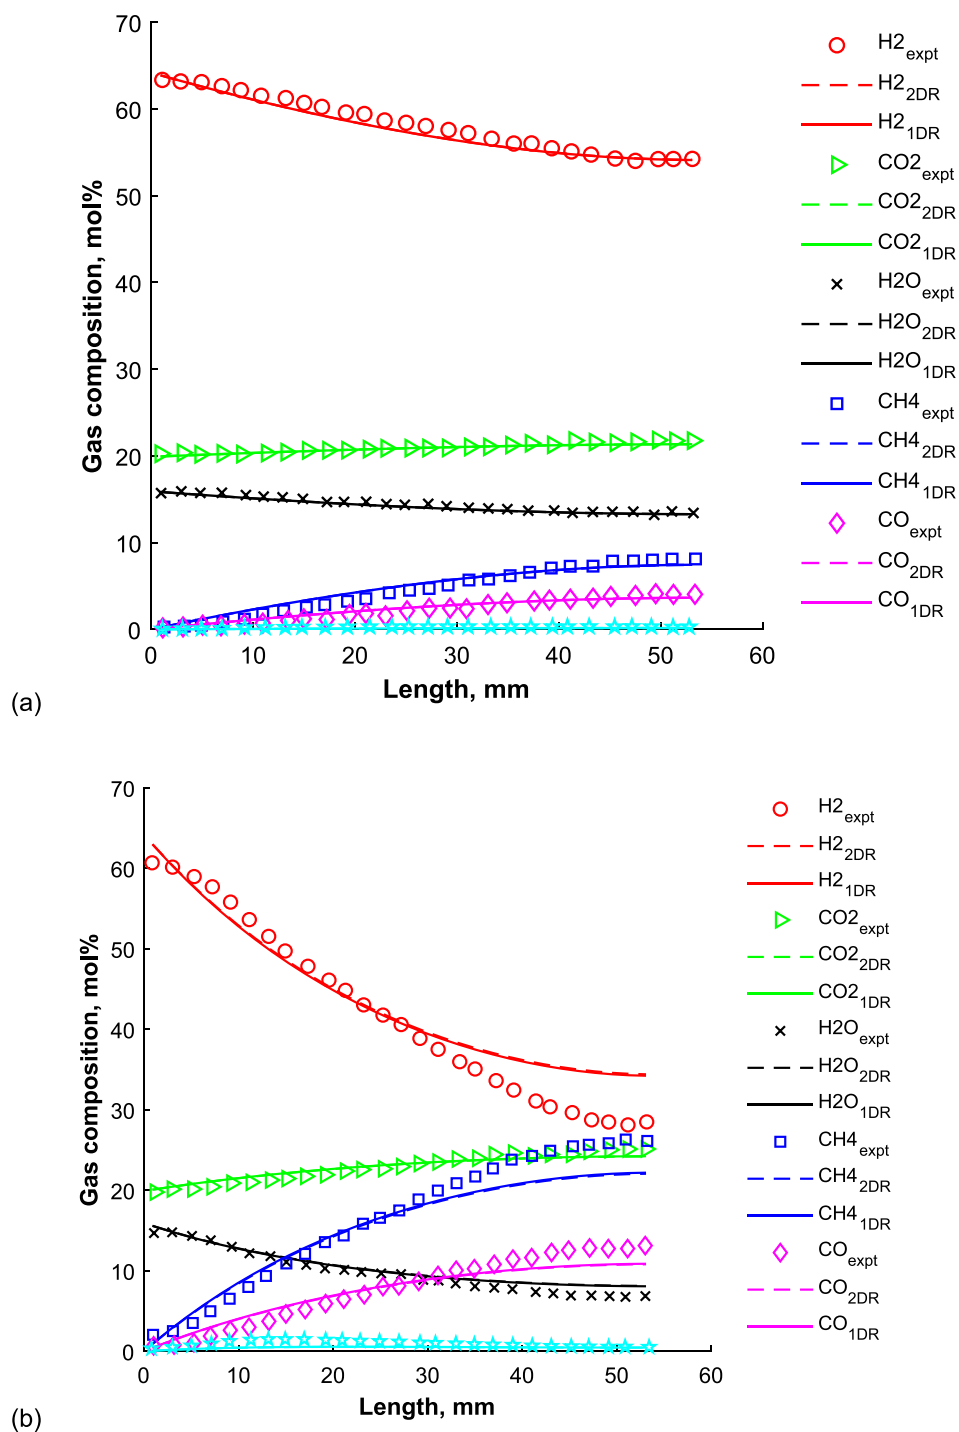 70
60
50
40
30
20
10
0
0 10 20 30 40 50 60
Gas composition, mol%
Length, mm
H2expt
H22DR
H21DR
CO2expt
CO22DR
CO21DR
H2Oexpt
H2O2DR
H2O1DR
CH4expt
CH42DR
CH41DR
COexpt
CO2DR
CO1DR
(a)
70
60
50
40
30
20
10
0
0 10 20 30 40 50 60
Gas composition, mol%
Length, mm
H2expt
H22DR
H21DR
CO2expt
CO22DR
CO21DR
H2Oexpt
H2O2DR
H2O1DR
CH4expt
CH42DR
CH41DR
COexpt
CO2DR
CO1DR
(b)